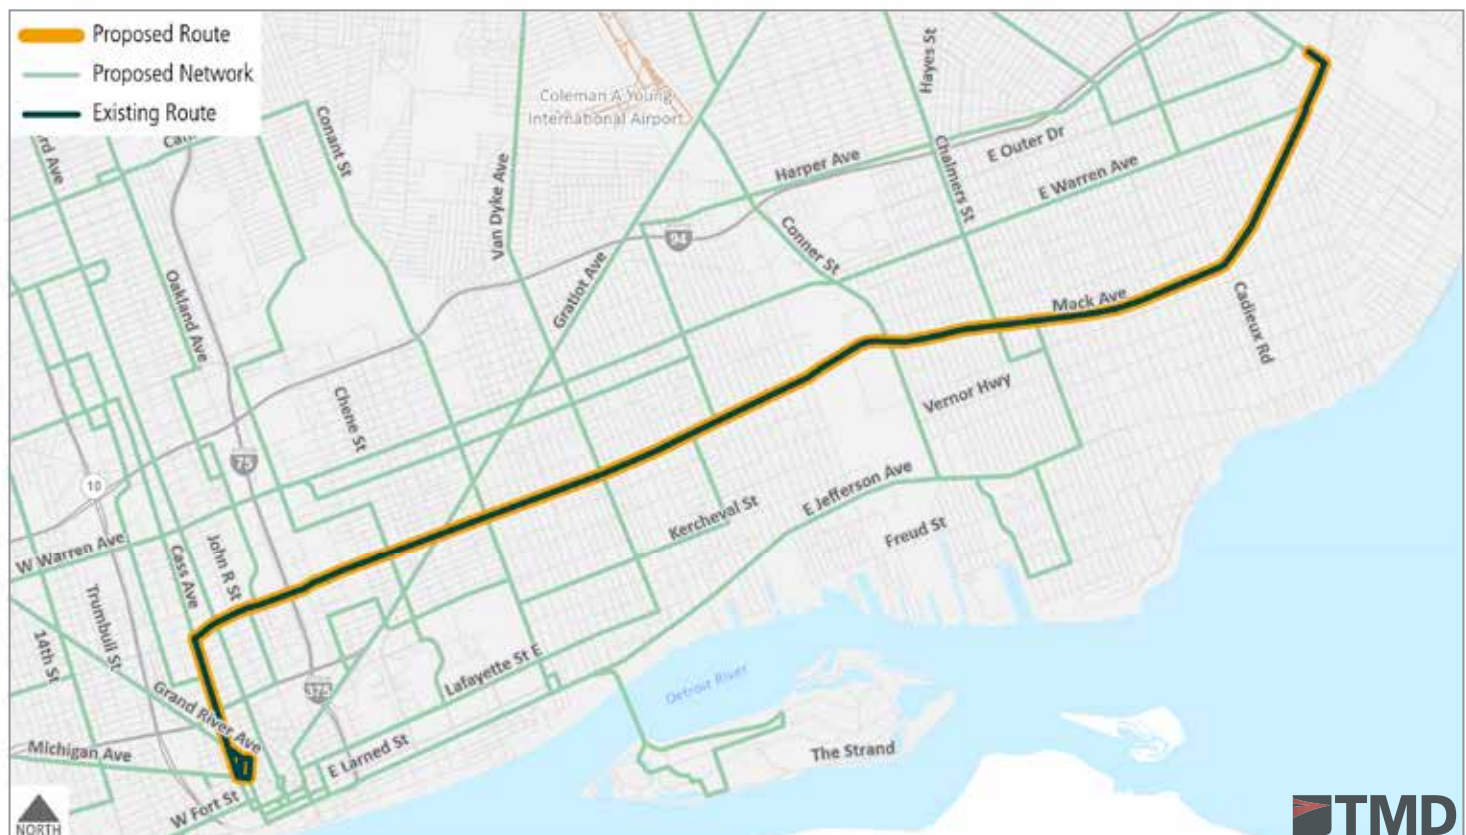 Proposed Route
Proposed Network
Existing Route
Coleman A Young
International Airport
Hayes St
Conant St
Van Dyke Ave
Harper Ave
Chalmers St
E Outer Dr
E Warren Ave
Conner St
94
Gratiot Ave
Oakland Ave
Mack Ave
Cadieux Rd
Chene St
Vernor Hwy
75
10
E Jefferson Ave
Kercheval St
Freud St
W Warren Ave
Cass Ave
John R St
Trumbull St
14th St
Lafayette St E
375
Detroit River
Grand River Ave
Michigan Ave
E Larned St
The Strand
W Fort St
NORTH
TMD